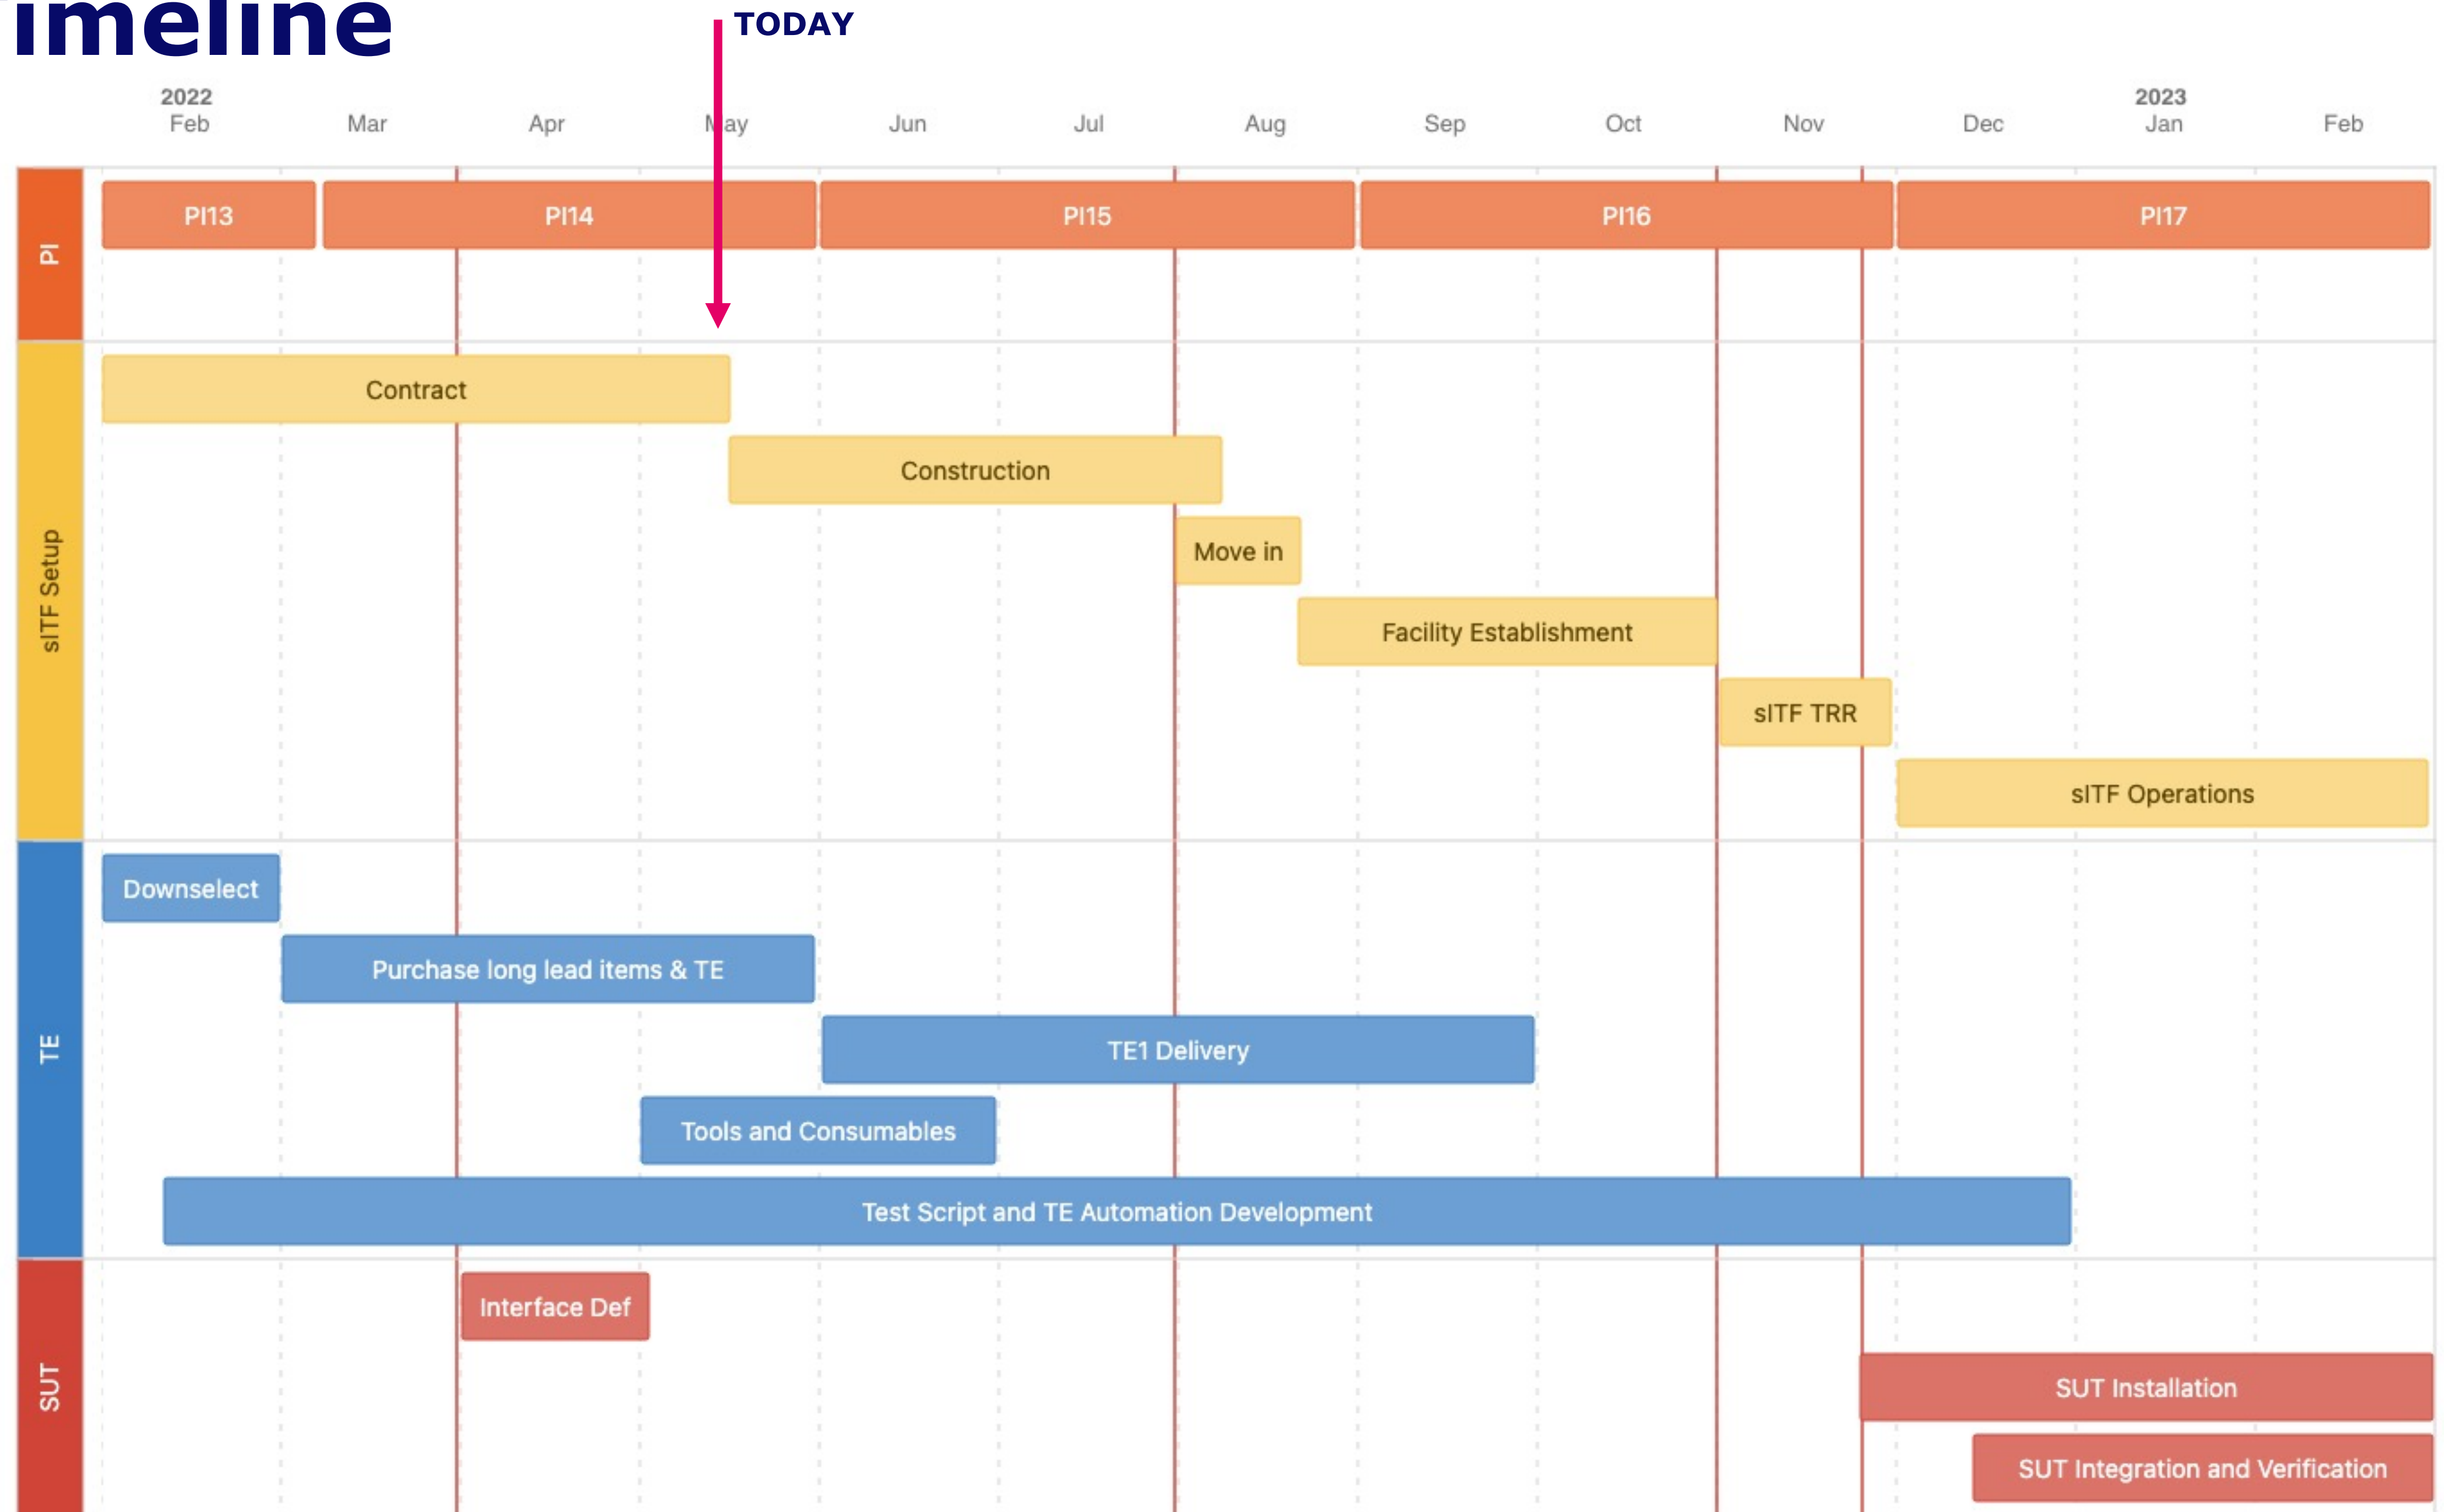 imeline
TODAY
2022
2023
Feb Mar Apr May Jun Jul Aug Sep Oct Nov Dec Jan Feb
PI
PI13 PI14 PI15 PI16 PI17
sITF Setup
Contract
Construction
Move in
Facility Establishment
sITF TRR
sITF Operations
TE
Downselect
Purchase long lead items & TE
TE1 Delivery
Tools and Consumables
Test Script and TE Automation Development
SUT
Interface Def
SUT Installation
SUT Integration and Verification